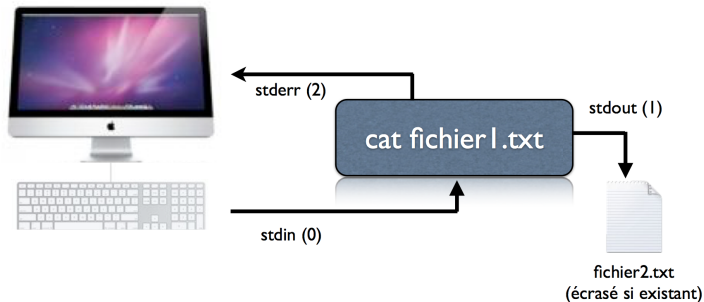 stderr (2)
stdout (1)
cat fichier1.txt
stdin (0)
fichier2.txt
(écrasé si existant)